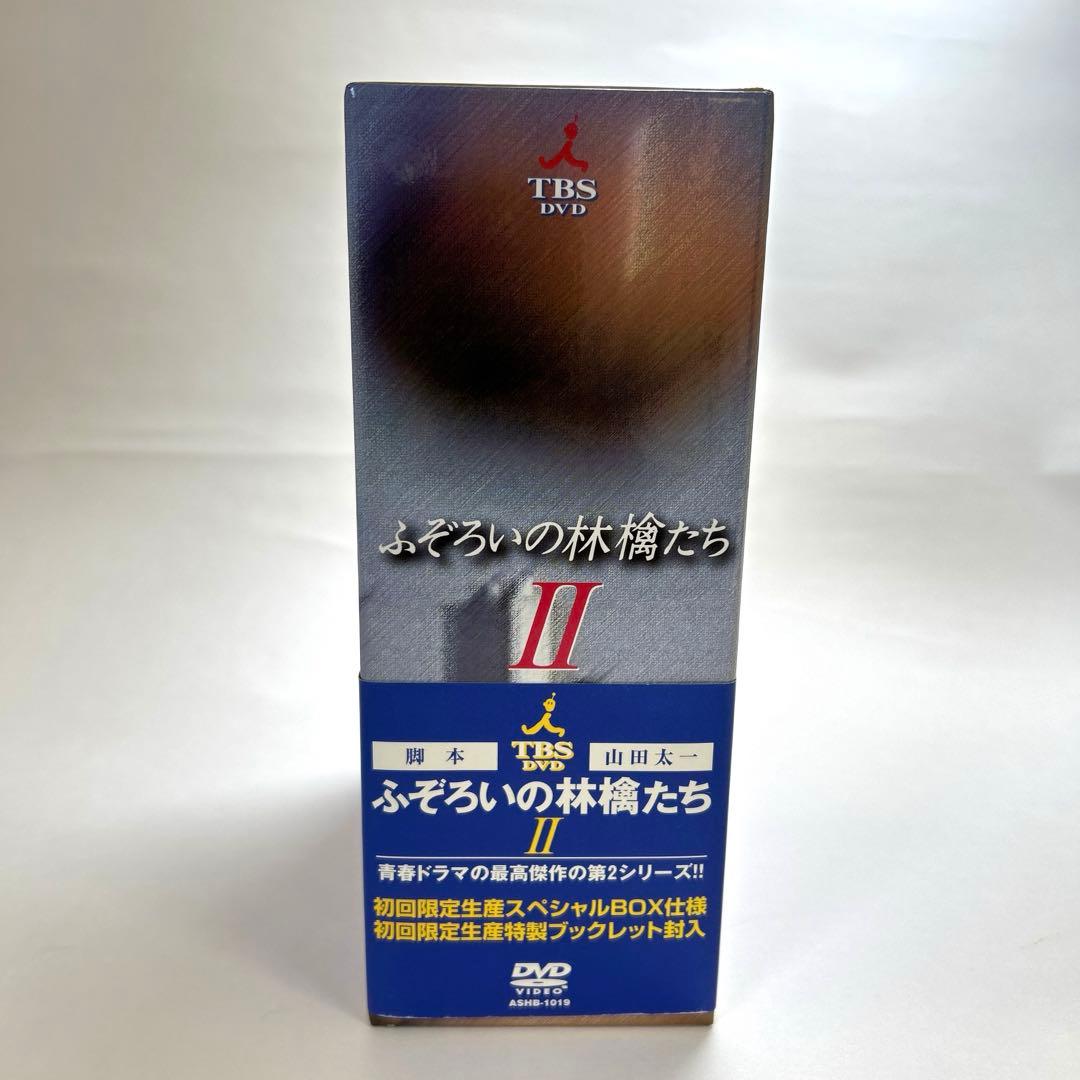 TBS
DVD
ふぞろいの林檎たち
II
TBS
DVD
脚本
山田太一
ふぞろいの林檎たち
II
青春ドラマの最高傑作の第2シリーズ!!
初回限定生産スペシャルBOX仕様
初回限定生産特製ブックレット封入
DVD
VIDEO
ASHB-1019